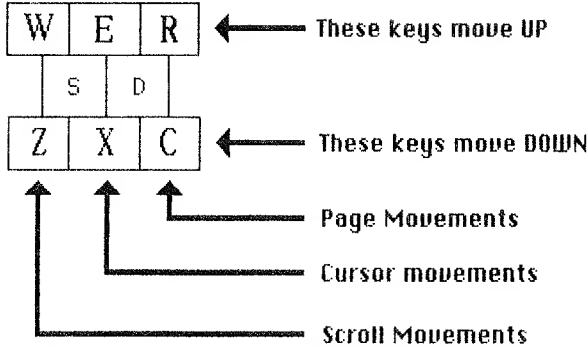 W E R These keys move UP
S D
Z X C These keys move DOWN
Page Movements
Cursor movements
Scroll Movements